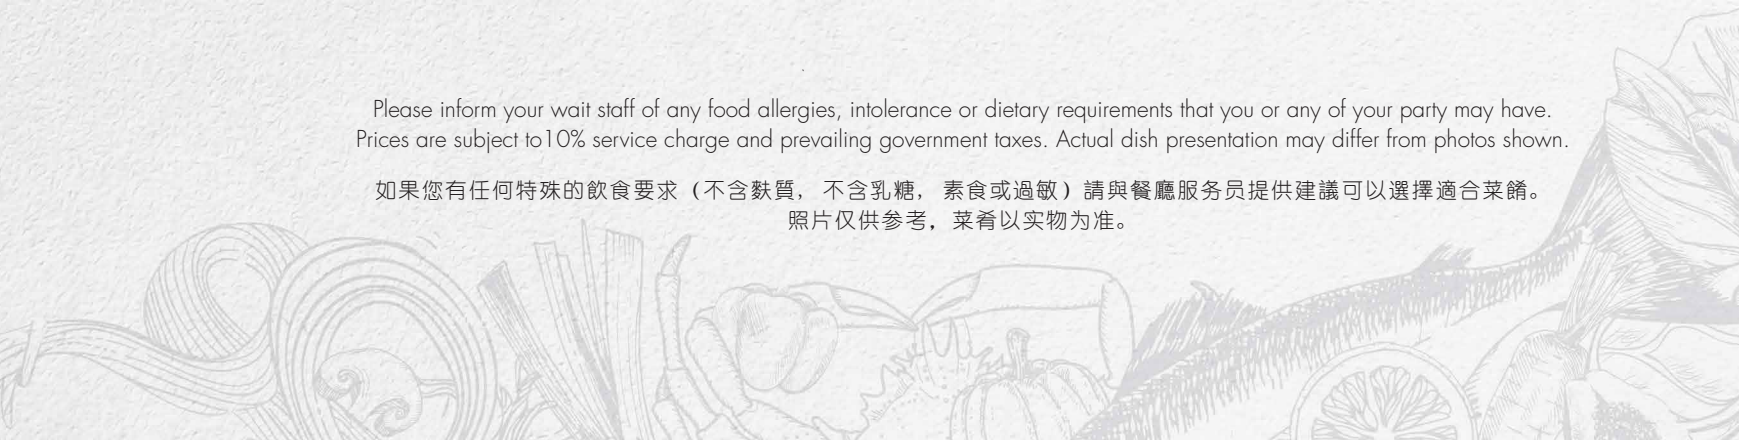 Please inform your wait staff of any food allergies, intolerance or dietary requirements that you or any of your party may have.
Prices are subject to10% service charge and prevailing government taxes. Actual dish presentation may differ from photos shown.
如果您有任何特殊的飲食要求（不含麩質， 不含乳糖， 素食或過敏）請與餐廳服务员提供建議可以選擇適合菜餚。
照片仅供参考，菜肴以实物为准。